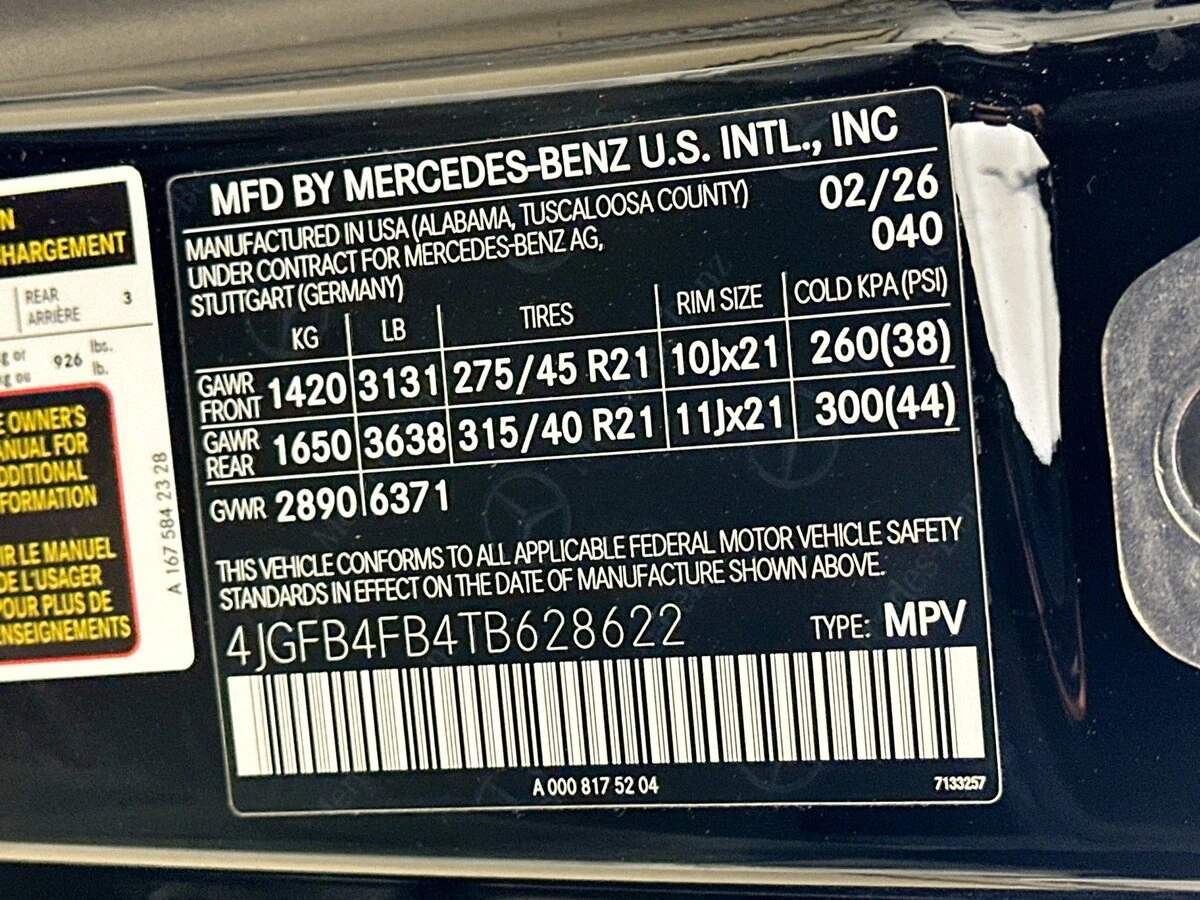 N
CHARGEMENT
REAR 3
ARRIÈRE
926 lbs.
lb.
OWNER'S
MANUAL FOR
ADDITIONAL
INFORMATION
LE MANUEL
DE L'USAGER
POUR PLUS DE
RENSEIGNEMENTS
A 167 584 23 28
MFD BY MERCEDES-BENZ U.S. INTL., INC
MANUFACTURED IN USA (ALABAMA, TUSCALOOSA COUNTY) 02/26
UNDER CONTRACT FOR MERCEDES-BENZ AG, 040
STUTTGART (GERMANY)
KG LB TIRES RIM SIZE COLD KPA (PSI)
GAWR FRONT 1420 3131 275/45 R21 10Jx21 260(38)
GAWR REAR 1650 3638 315/40 R21 11Jx21 300(44)
GVWR 2890 6371
THIS VEHICLE CONFORMS TO ALL APPLICABLE FEDERAL MOTOR VEHICLE SAFETY
STANDARDS IN EFFECT ON THE DATE OF MANUFACTURE SHOWN ABOVE.
4JGFB4FB4TB628622 TYPE: MPV
A 000 817 52 04 7133257